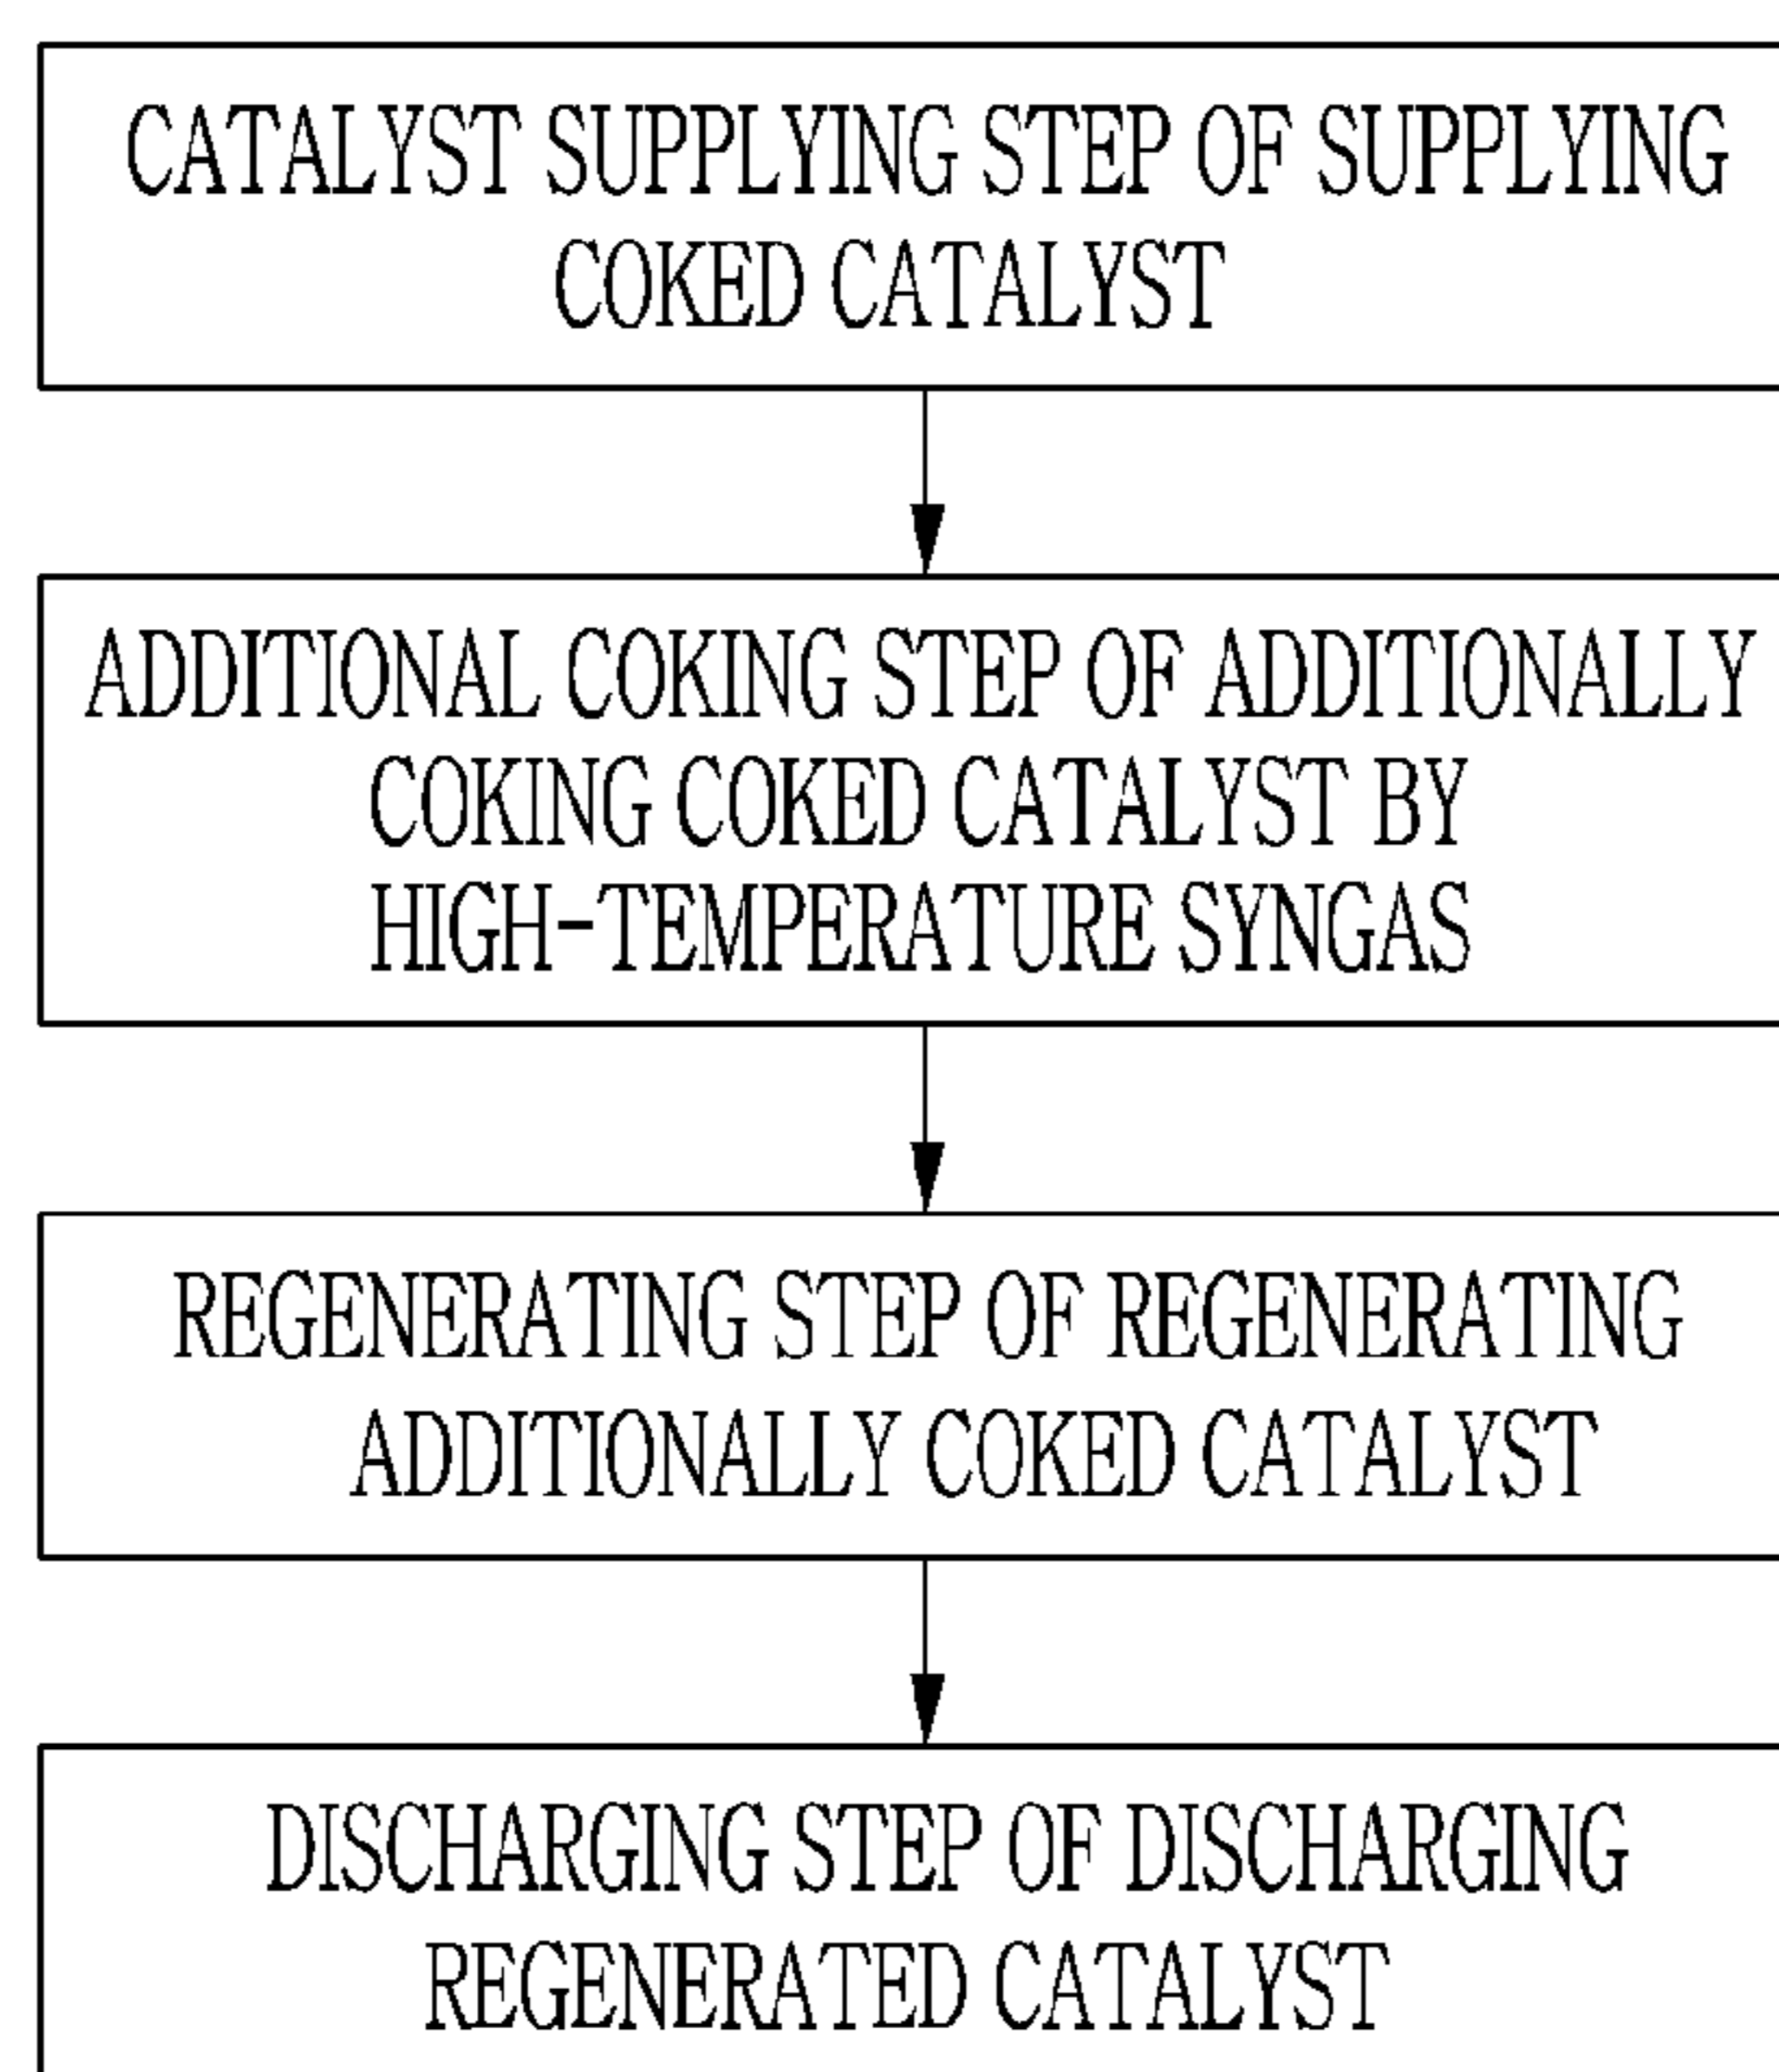 CATALYST SUPPLYING STEP OF SUPPLYING
COKED CATALYST
ADDITIONAL COKING STEP OF ADDITIONALLY
COKING COKED CATALYST BY
HIGH-TEMPERATURE SYNGAS
REGENERATING STEP OF REGENERATING
ADDITIONALLY COKED CATALYST
DISCHARGING STEP OF DISCHARGING
REGENERATED CATALYST